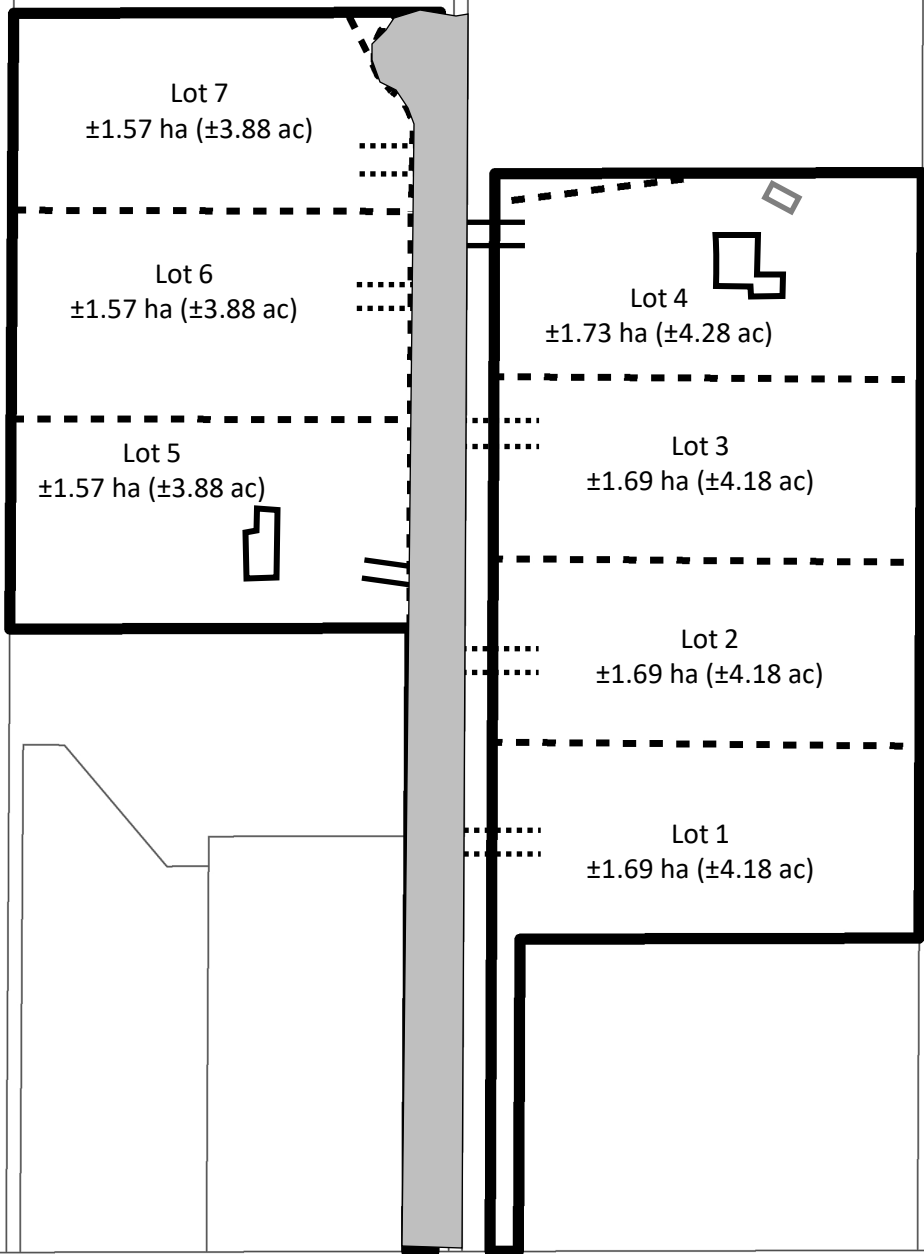 Lot 7
±1.57 ha (±3.88 ac)
Lot 6
±1.57 ha (±3.88 ac)
Lot 5
±1.57 ha (±3.88 ac)
Lot 4
±1.73 ha (±4.28 ac)
Lot 3
±1.69 ha (±4.18 ac)
Lot 2
±1.69 ha (±4.18 ac)
Lot 1
±1.69 ha (±4.18 ac)